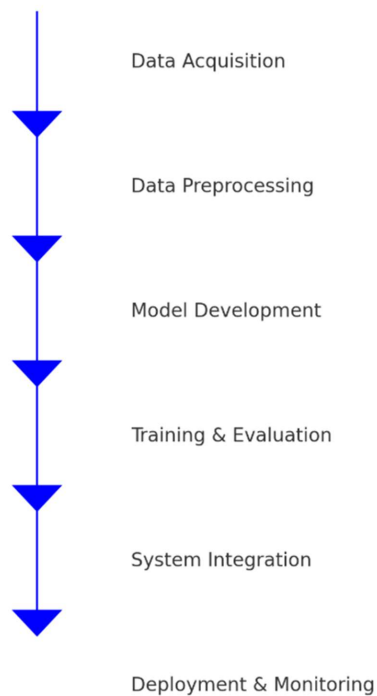 Data Acquisition
Data Preprocessing
Model Development
Training & Evaluation
System Integration
Deployment & Monitoring